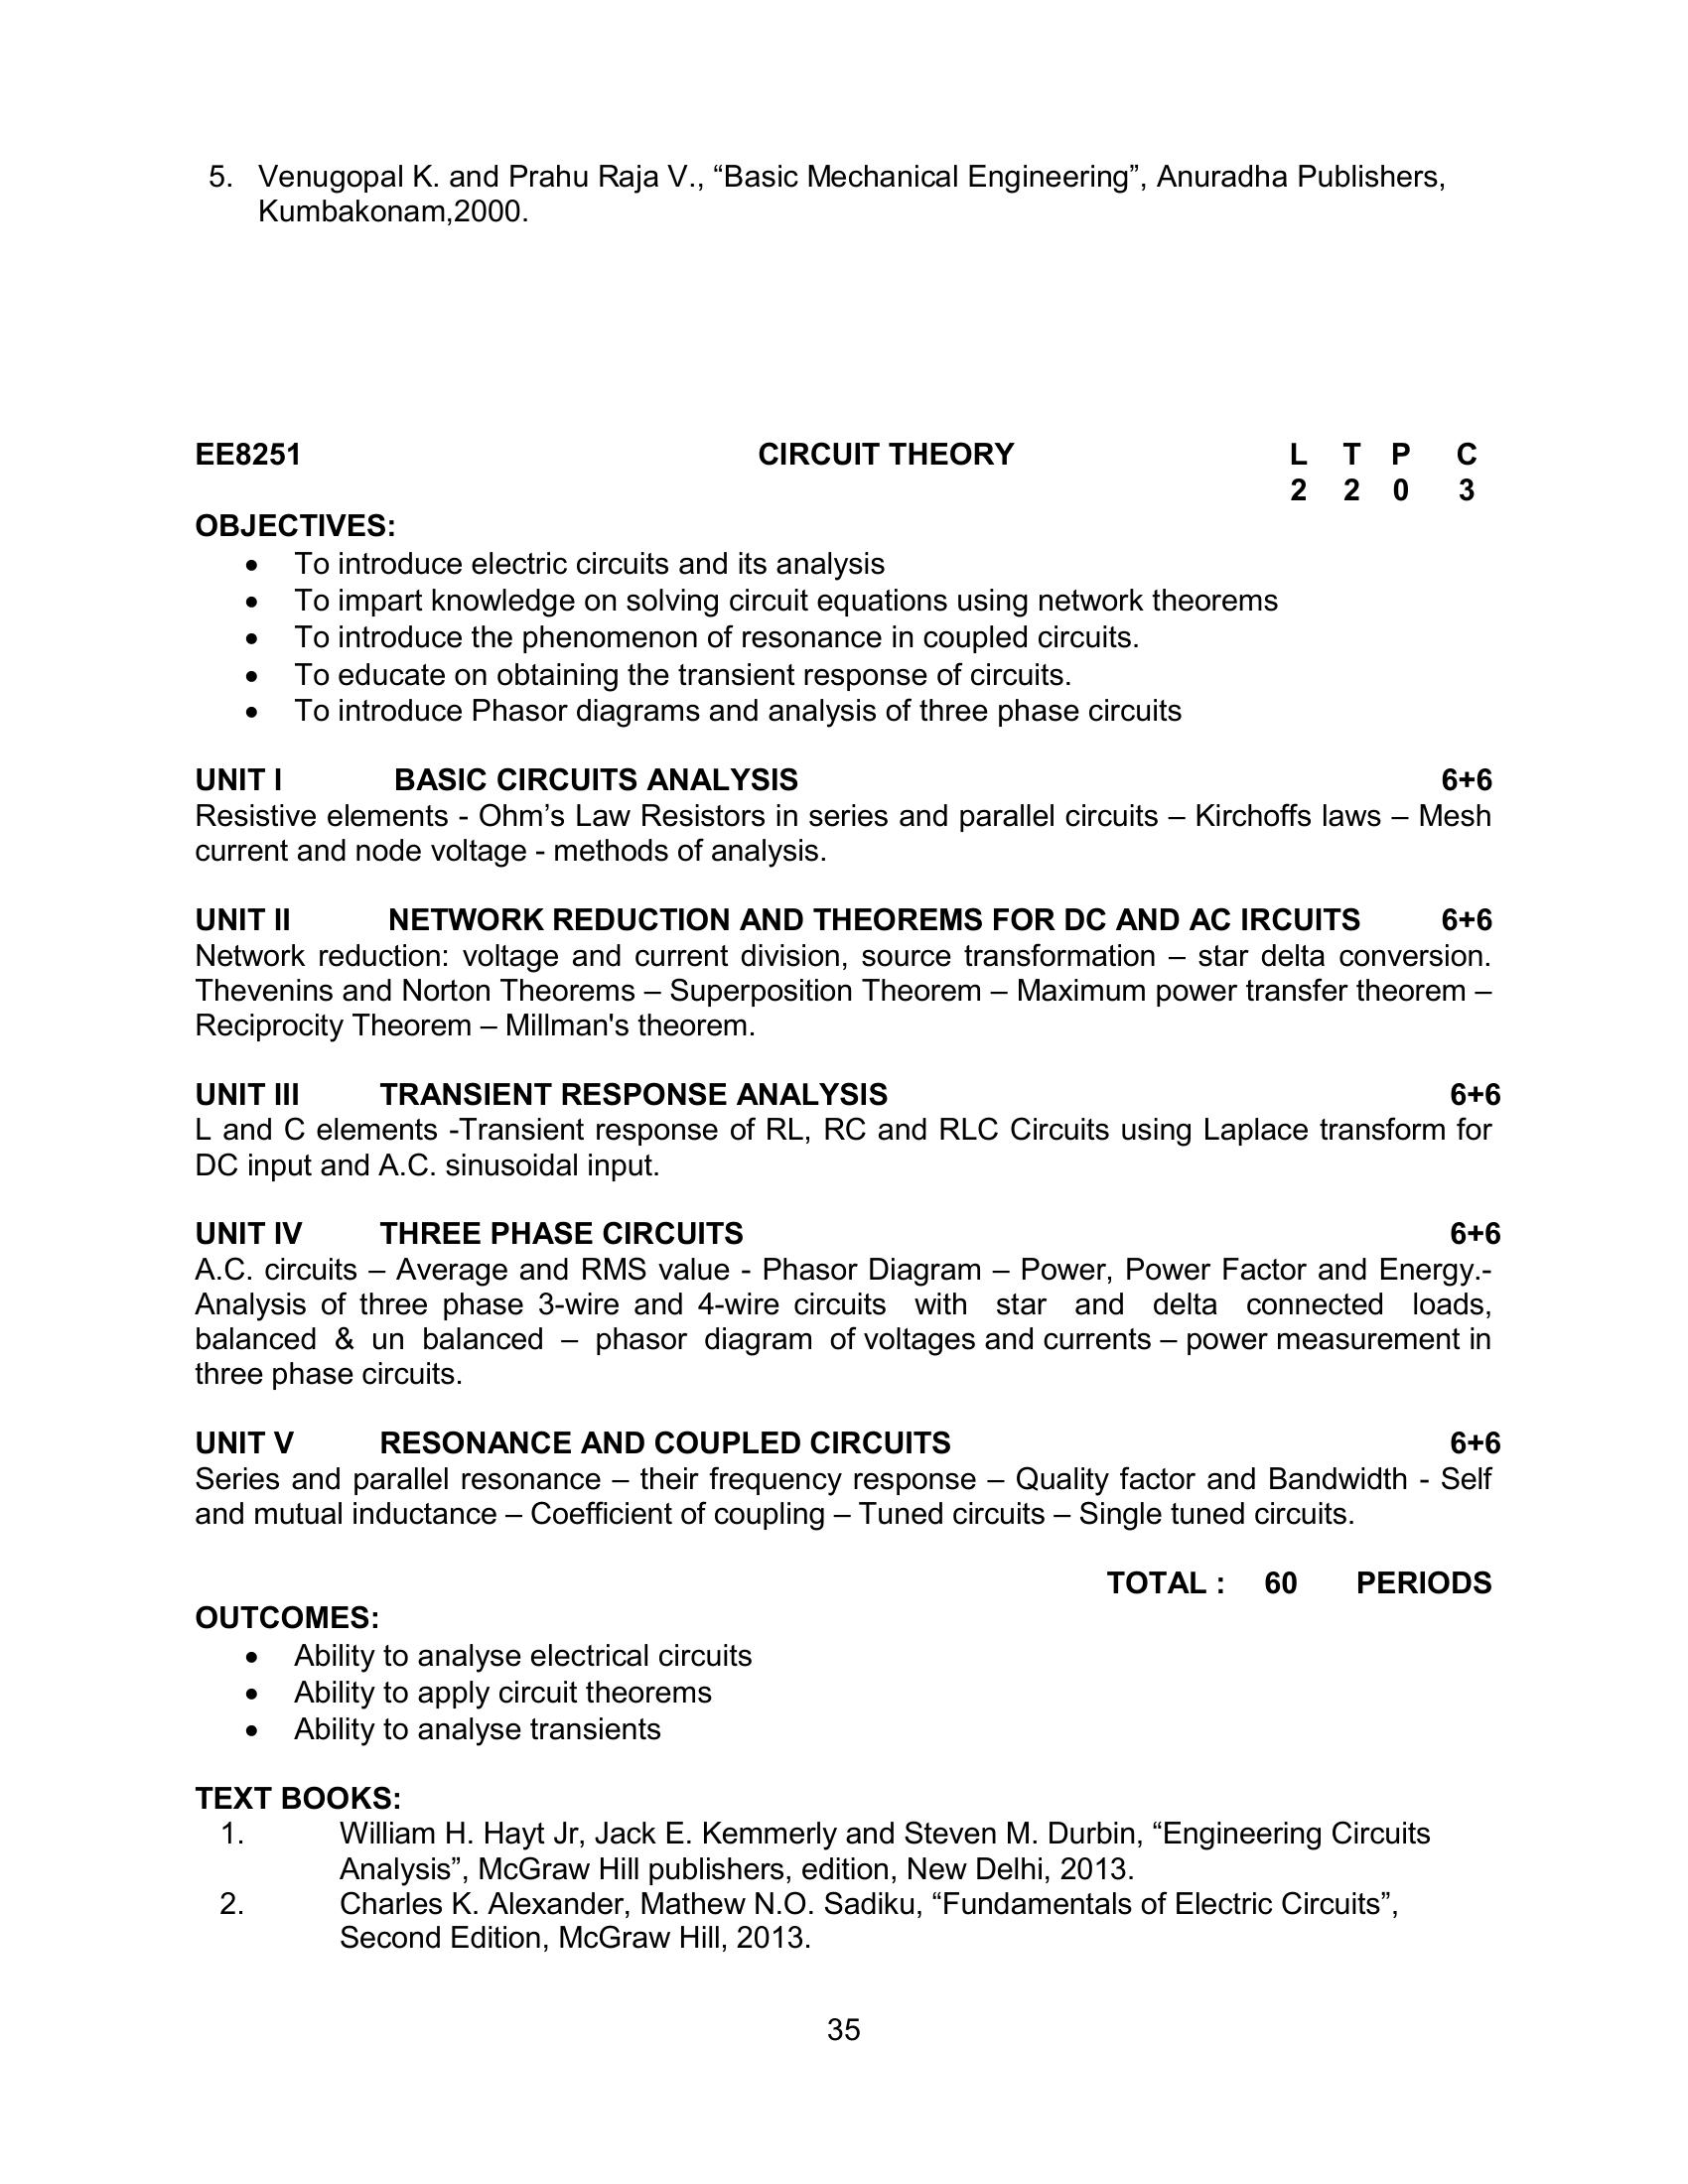 5. Venugopal K. and Prahu Raja V., “Basic Mechanical Engineering”, Anuradha Publishers,
Kumbakonam,2000.
EE8251 CIRCUIT THEORY L T P C
2 2 0 3
OBJECTIVES:
• To introduce electric circuits and its analysis
• To impart knowledge on solving circuit equations using network theorems
• To introduce the phenomenon of resonance in coupled circuits.
• To educate on obtaining the transient response of circuits.
• To introduce Phasor diagrams and analysis of three phase circuits
UNIT I BASIC CIRCUITS ANALYSIS 6+6
Resistive elements - Ohm’s Law Resistors in series and parallel circuits – Kirchoffs laws – Mesh
current and node voltage - methods of analysis.
UNIT II NETWORK REDUCTION AND THEOREMS FOR DC AND AC IRCUITS 6+6
Network reduction: voltage and current division, source transformation – star delta conversion.
Thevenins and Norton Theorems – Superposition Theorem – Maximum power transfer theorem –
Reciprocity Theorem – Millman's theorem.
UNIT III TRANSIENT RESPONSE ANALYSIS 6+6
L and C elements -Transient response of RL, RC and RLC Circuits using Laplace transform for
DC input and A.C. sinusoidal input.
UNIT IV THREE PHASE CIRCUITS 6+6
A.C. circuits – Average and RMS value - Phasor Diagram – Power, Power Factor and Energy.-
Analysis of three phase 3-wire and 4-wire circuits with star and delta connected loads,
balanced & un balanced – phasor diagram of voltages and currents – power measurement in
three phase circuits.
UNIT V RESONANCE AND COUPLED CIRCUITS 6+6
Series and parallel resonance – their frequency response – Quality factor and Bandwidth - Self
and mutual inductance – Coefficient of coupling – Tuned circuits – Single tuned circuits.
TOTAL : 60 PERIODS
OUTCOMES:
• Ability to analyse electrical circuits
• Ability to apply circuit theorems
• Ability to analyse transients
TEXT BOOKS:
1. William H. Hayt Jr, Jack E. Kemmerly and Steven M. Durbin, “Engineering Circuits
Analysis”, McGraw Hill publishers, edition, New Delhi, 2013.
2. Charles K. Alexander, Mathew N.O. Sadiku, “Fundamentals of Electric Circuits”,
Second Edition, McGraw Hill, 2013.
35